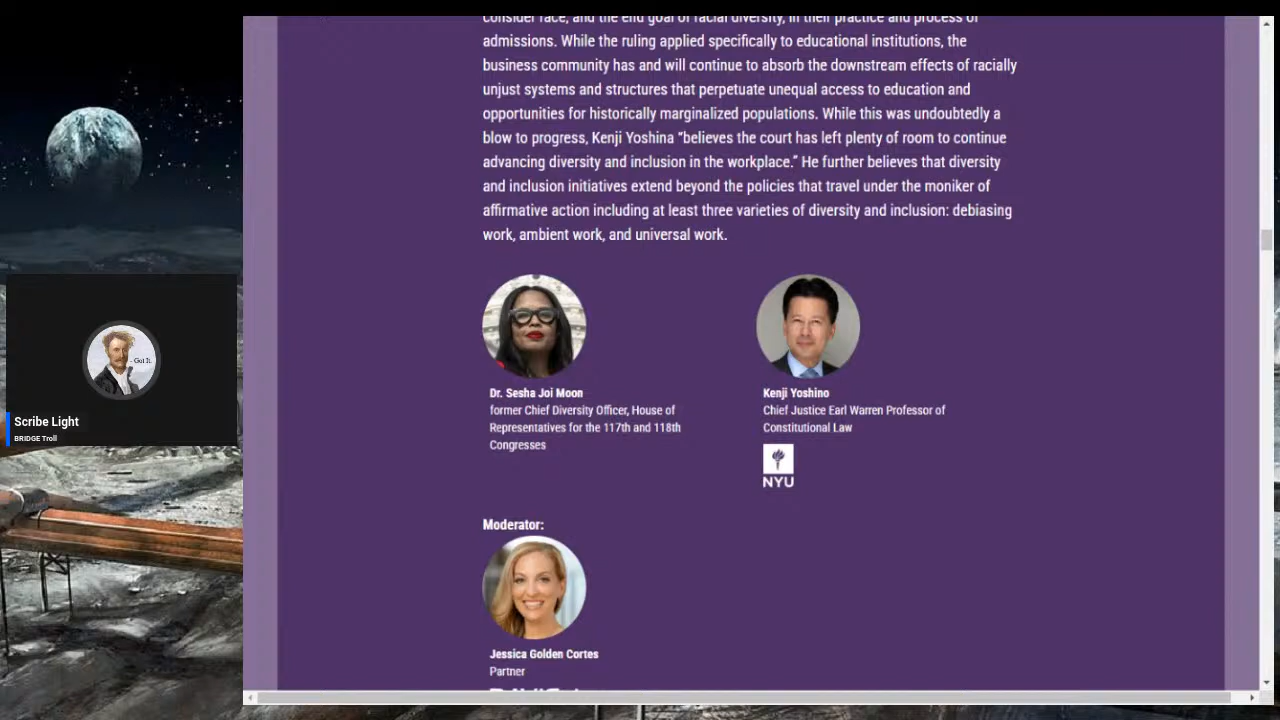 consider race, and the end goal of racial diversity, in their practice and process of
admissions. While the ruling applied specifically to educational institutions, the
business community has and will continue to absorb the downstream effects of racially
unjust systems and structures that perpetuate unequal access to education and
opportunities for historically marginalized populations. While this was undoubtedly a
blow to progress, Kenji Yoshina “believes the court has left plenty of room to continue
advancing diversity and inclusion in the workplace.” He further believes that diversity
and inclusion initiatives extend beyond the policies that travel under the moniker of
affirmative action including at least three varieties of diversity and inclusion: debiasing
work, ambient work, and universal work.
Dr. Sesha Joi Moon
former Chief Diversity Officer, House of
Representatives for the 117th and 118th
Congresses
Kenji Yoshino
Chief Justice Earl Warren Professor of
Constitutional Law
NYU
Moderator:
Jessica Golden Cortes
Partner
- Got It.
Scribe Light
BRIDGE Troll